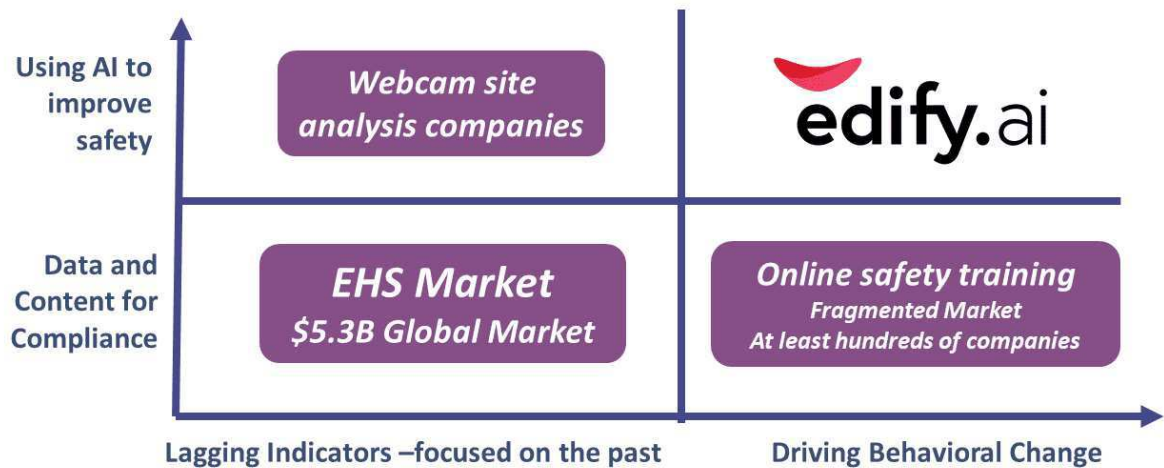 Using AI to
improve
safety
Webcam site
analysis companies
edify.ai
Data and
Content for
Compliance
EHS Market
$5.3B Global Market
Online safety training
Fragmented Market
At least hundreds of companies
Lagging Indicators –focused on the past
Driving Behavioral Change